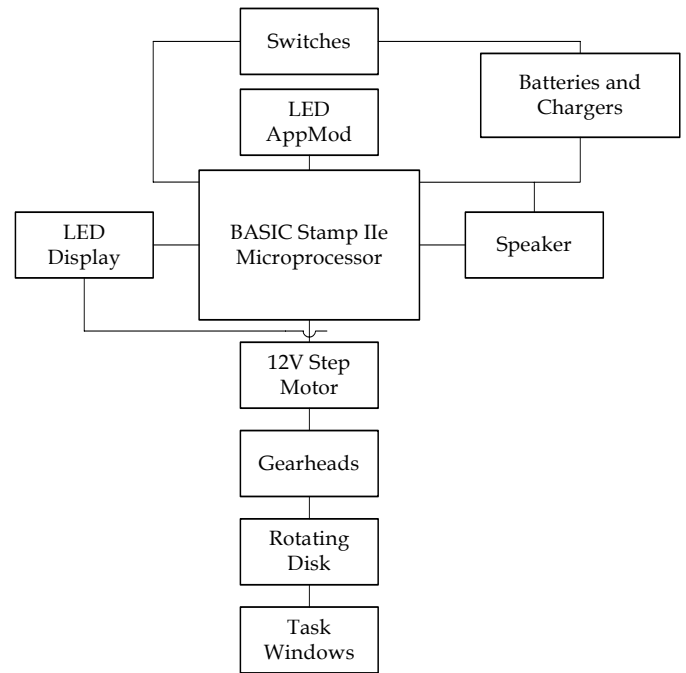 Switches
Batteries and
Chargers
LED
AppMod
LED
Display
BASIC Stamp IIe
Microprocessor
Speaker
12V Step
Motor
Gearheads
Rotating
Disk
Task
Windows